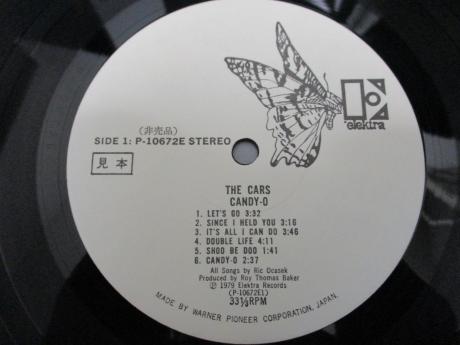 elektra
(非売品)
SIDE 1: P-10672E STEREO
見本
THE CARS
CANDY-O
1. LET'S GO 3:32
2. SINCE I HELD YOU 3:16
3. IT'S ALL I CAN DO 3:46
4. DOUBLE LIFE 4:11
5. SHOO BE DOO 1:41
6. CANDY-O 2:37
All Songs by Ric Ocasek
Produced by Roy Thomas Baker
Ⓟ 1979 Elektra Records
(P-10672E1)
33⅓RPM
MADE BY WARNER PIONEER CORPORATION, JAPAN.